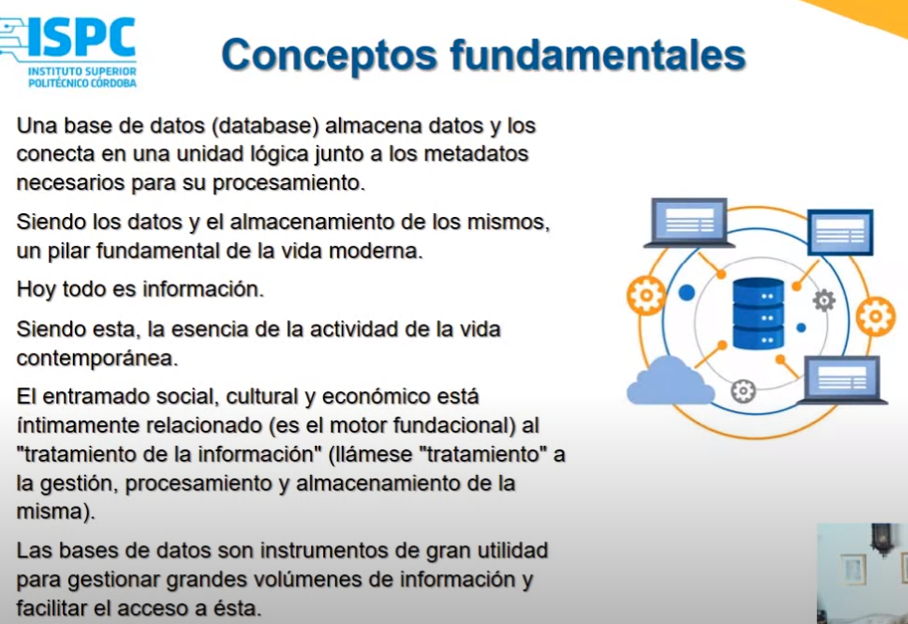 ISPC
INSTITUTO SUPERIOR
POLITÉCNICO CÓRDOBA
Conceptos fundamentales
Una base de datos (database) almacena datos y los
conecta en una unidad lógica junto a los metadatos
necesarios para su procesamiento.
Siendo los datos y el almacenamiento de los mismos,
un pilar fundamental de la vida moderna.
Hoy todo es información.
Siendo esta, la esencia de la actividad de la vida
contemporánea.
El entramado social, cultural y económico está
íntimamente relacionado (es el motor fundacional) al
"tratamiento de la información" (llámese "tratamiento" a
la gestión, procesamiento y almacenamiento de la
misma).
Las bases de datos son instrumentos de gran utilidad
para gestionar grandes volúmenes de información y
facilitar el acceso a ésta.